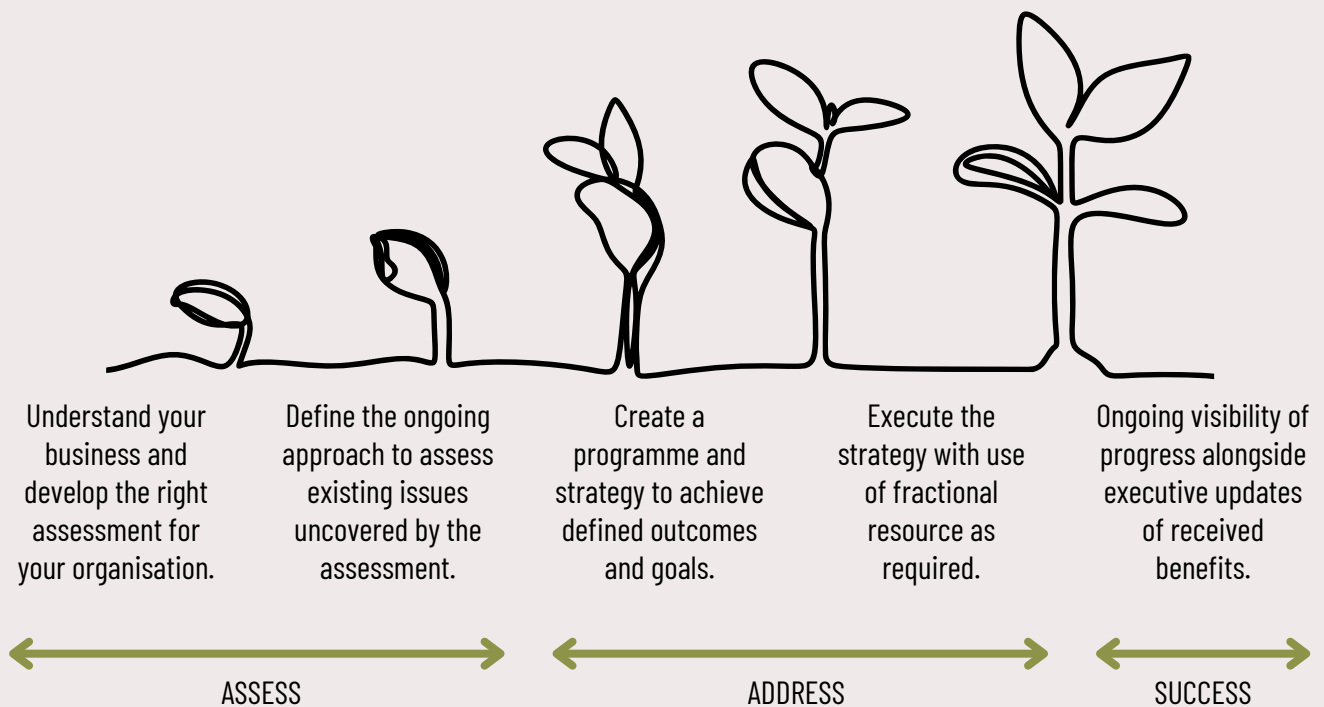 Understand your
business and
develop the right
assessment for
your organisation.
Define the ongoing
approach to assess
existing issues
uncovered by the
assessment.
Create a
programme and
strategy to achieve
defined outcomes
and goals.
Execute the
strategy with use
of fractional
resource as
required.
Ongoing visibility of
progress alongside
executive updates
of received
benefits.
ASSESS
ADDRESS
SUCCESS